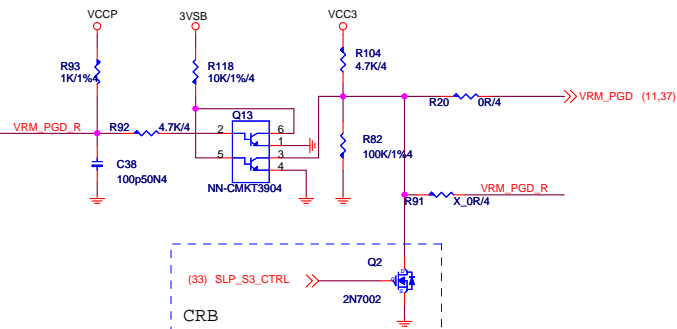 VCCP 3VSB VCC3
R93
1K/1%4
R118
10K/1%/4
R104
4.7K/4
VRM_PGD_R R92 4.7K/4
Q13
2 6
1
5 3
4
NN-CMKT3904
R20 0R/4 VRM_PGD (11,37)
R82
100K/1%4
C38
100p50N4
R91 X_0R/4 VRM_PGD_R
(33) SLP_S3_CTRL
Q2
D
G
S
2N7002
CRB